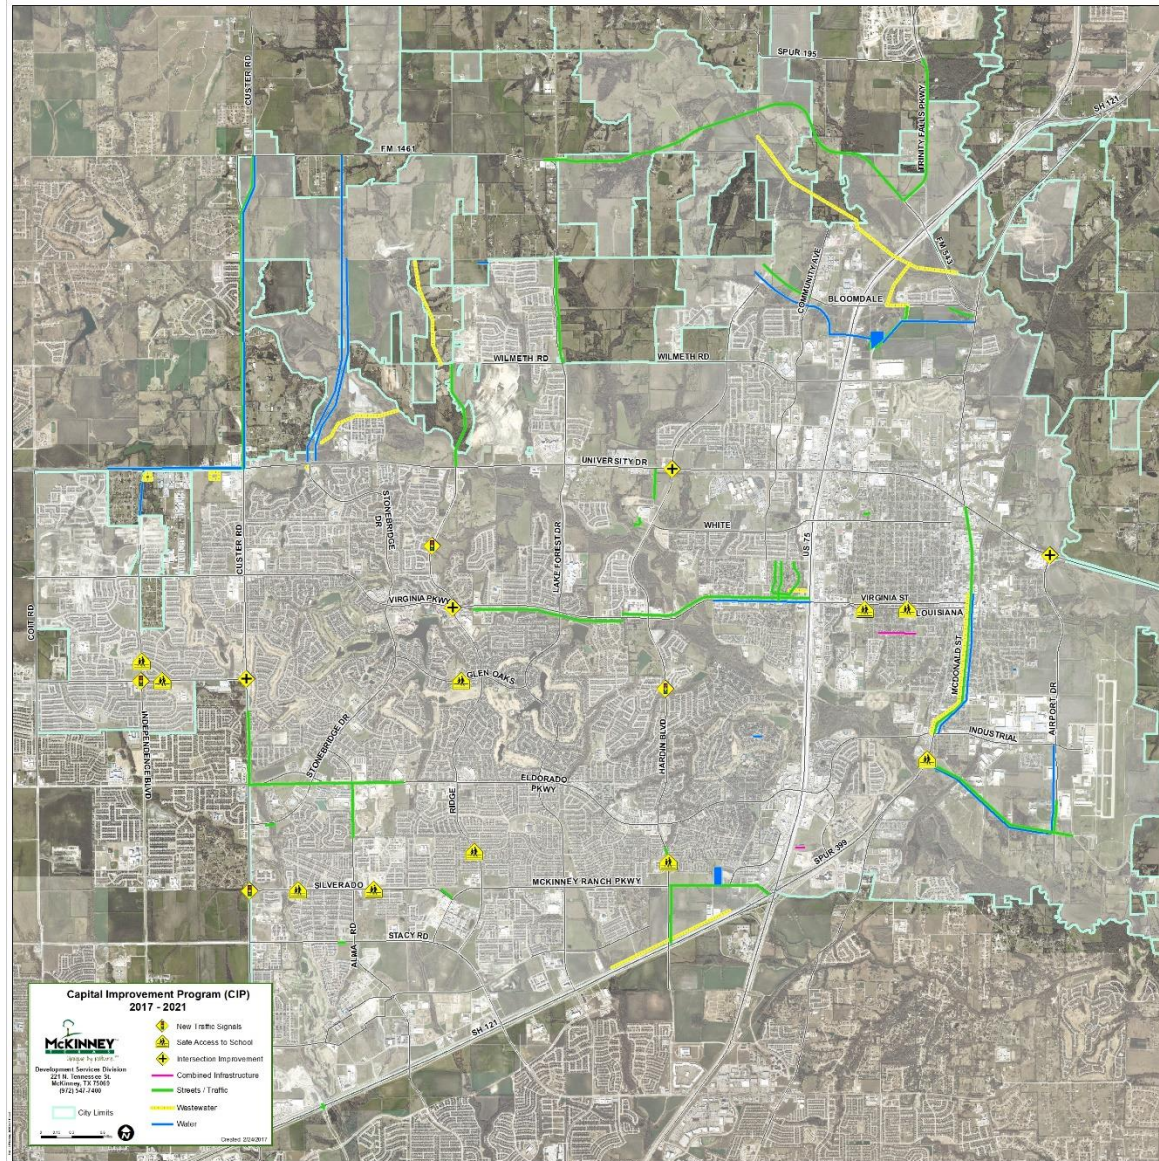 SPUR 195
CUSTER RD
TRINITY FALLS PKWY
SH 121
FM 1461
FM 543
COMMUNITY AVE
BLOOMDALE
WILMETH RD
WILMETH RD
UNIVERSITY DR
STONEBRIDGE
DR
WHITE
CUSTER RD
LAKE FOREST DR
US-75
VIRGINIA PKWY
VIRGINIA ST
LOUISIANA
COIT RD
GLEN OAKS
MCDONALD ST
AIRPORT DR
INDEPENDENCE BLVD
STONEBRIDGE DR
HARDIN BLVD
INDUSTRIAL
ELDORADO
PKWY
RIDGE
SPUR 399
SILVERADO
MCKINNEY RANCH PKWY
ALMA RD
STACY RD
SH 121
Capital Improvement Program (CIP)
2017 - 2021
McKINNEY
TEXAS
Unique by nature.™
Development Services Division
221 N. Tennessee St.
McKinney, TX 75069
(972) 547-7400
City Limits
New Traffic Signals
Safe Access to School
Intersection Improvement
Combined Infrastructure
Streets / Traffic
Wastewater
Water
N
Created: 2/24/2017